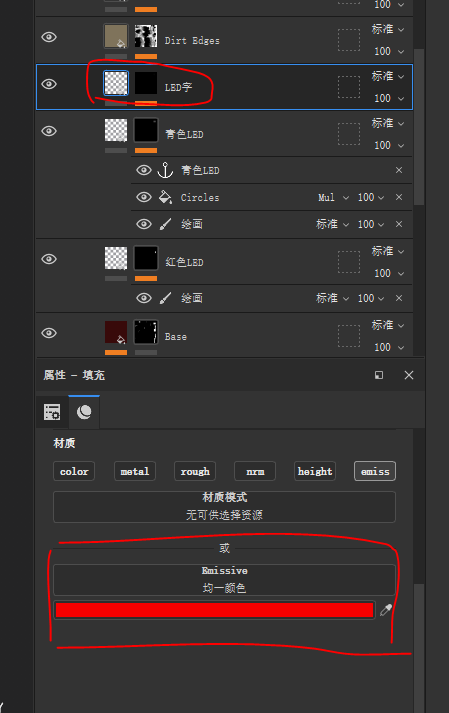 标准
100
Dirt Edges
标准
100
LED字
标准
100
青色LED
标准
100
青色LED
Circles Mul 100
绘画 标准 100
红色LED
标准
100
绘画 标准 100
Base
标准
100
属性 - 填充
材质
color metal rough nrm height emiss
材质模式
无可供选择资源
或
Emissive
均一颜色